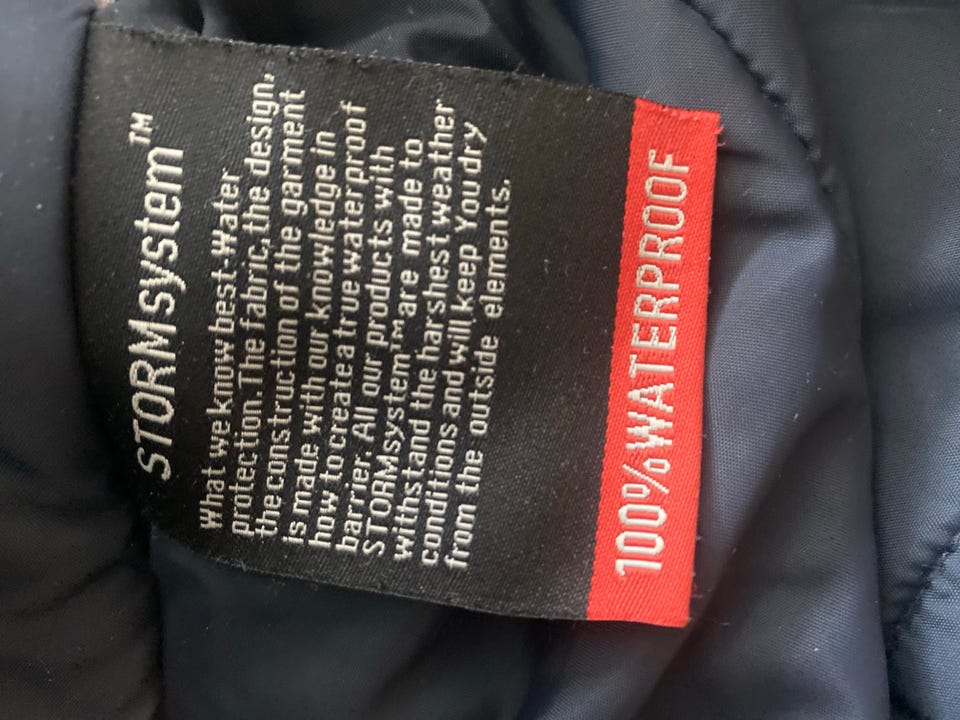 STORMsystem™
What we know best-Water
protection.The fabric,the design,
the construction of the garment
is made with our knowledge in
how to create a true waterproof
barrier. All our products with
STORMsystem™ are made to
withstand the harshest weather
conditions and will keep You dry
from the outside elements.
100% WATERPROOF